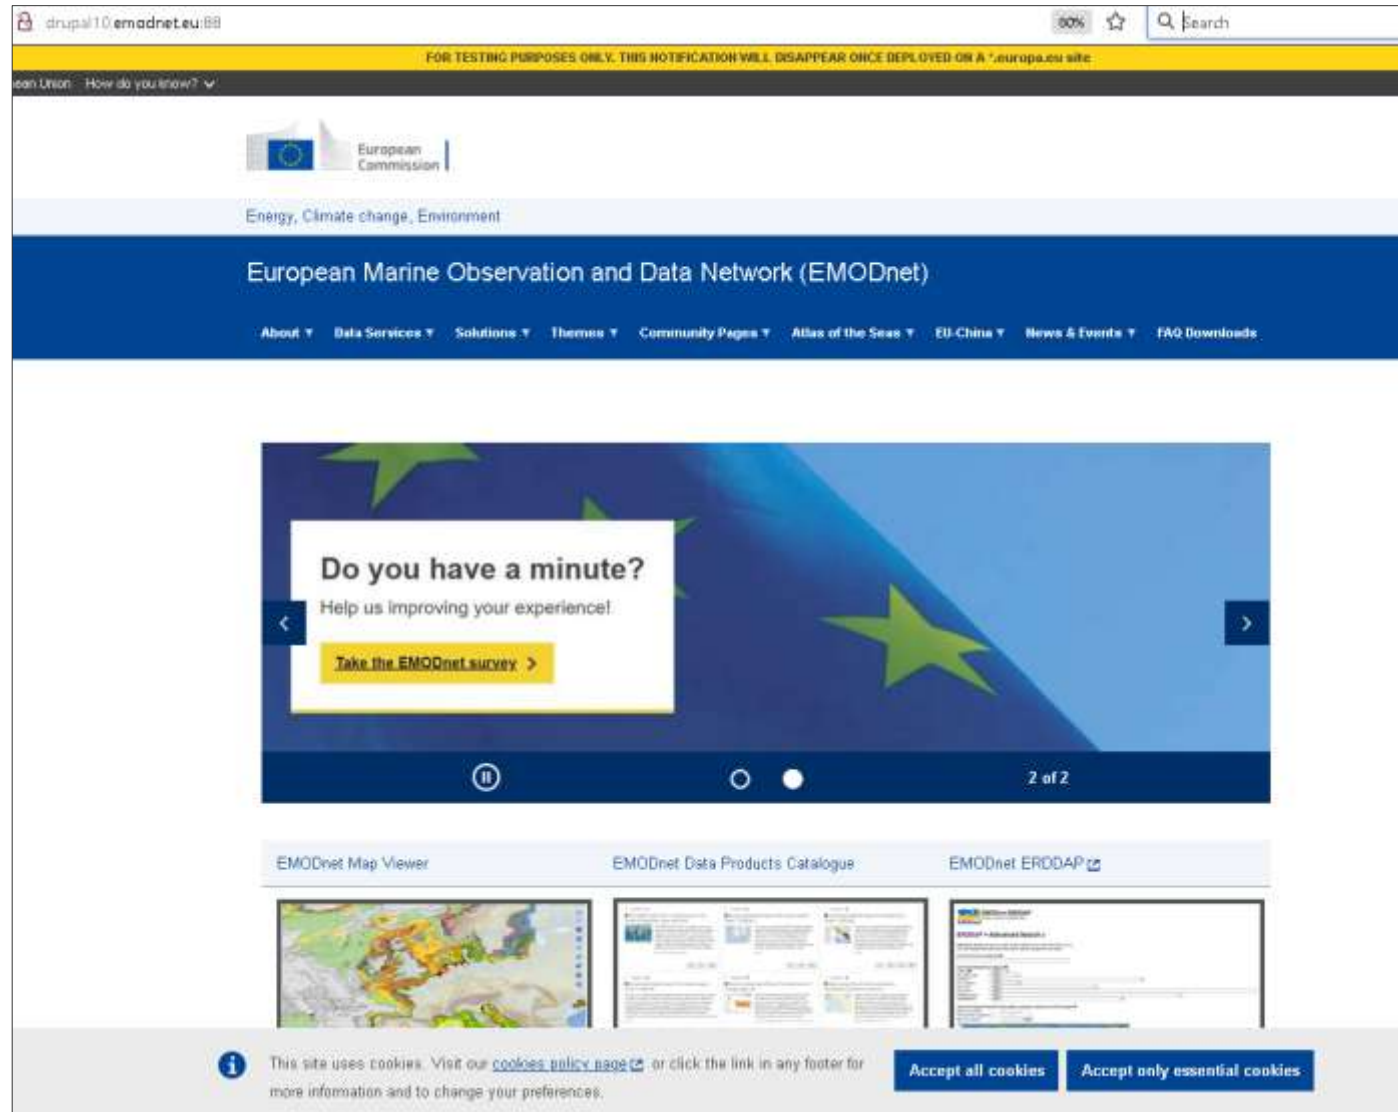 drupal10.emodnet.eu:88
80%
Search
FOR TESTING PURPOSES ONLY. THIS NOTIFICATION WILL DISAPPEAR ONCE DEPLOYED ON A *.europa.eu site
ean Union How do you know?
European
Commission
Energy, Climate change, Environment
European Marine Observation and Data Network (EMODnet)
About Data Services Solutions Themes Community Pages Atlas of the Seas EU-China News & Events FAQ Downloads
Do you have a minute?
Help us improving your experience!
Take the EMODnet survey
2 of 2
EMODnet Map Viewer EMODnet Data Products Catalogue EMODnet ERDDAP
This site uses cookies. Visit our cookies policy page or click the link in any footer for
more information and to change your preferences.
Accept all cookies Accept only essential cookies